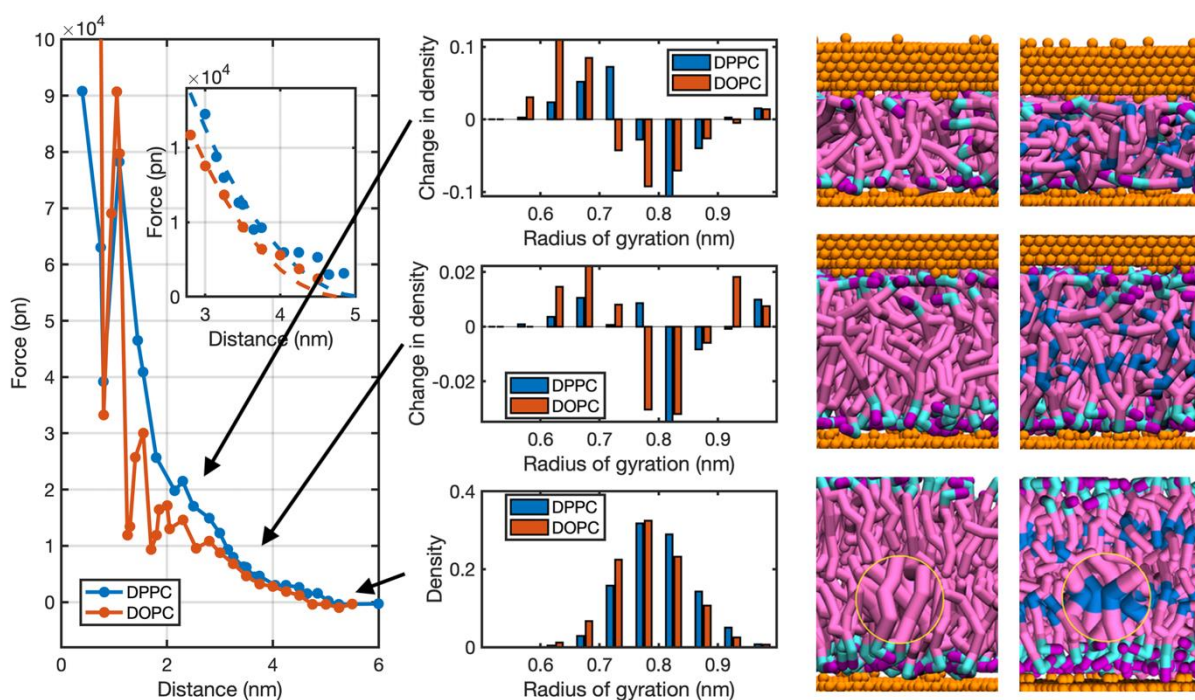 ×10⁴
10
9
8
7
6
5
4
3
2
1
0
Force (pn)
0
2
4
6
Distance (nm)
DPPC
DOPC
×10⁴
1
1
0
Force (pn)
3
4
5
Distance (nm)
0.1
0
-0.1
Change in density
DPPC
DOPC
0.6
0.7
0.8
0.9
Radius of gyration (nm)
0.02
0
-0.02
Change in density
DPPC
DOPC
0.6
0.7
0.8
0.9
Radius of gyration (nm)
0.4
0.2
0
Density
DPPC
DOPC
0.6
0.7
0.8
0.9
Radius of gyration (nm)